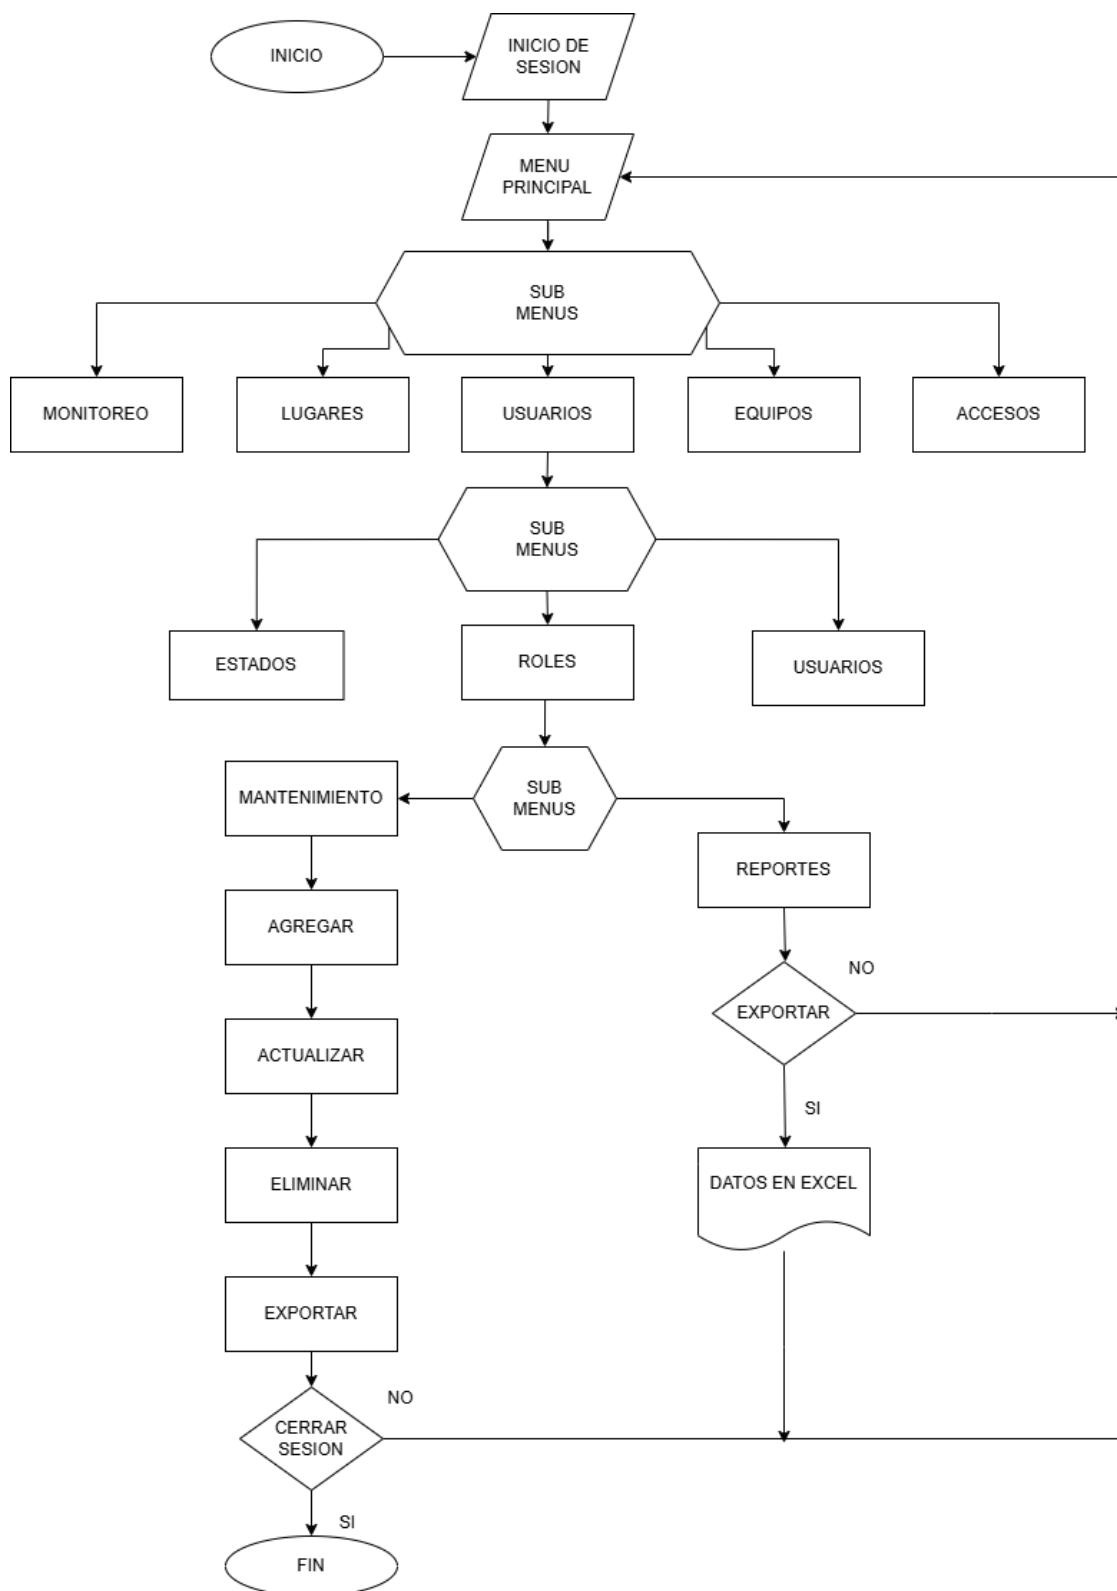 INICIO
INICIO DE
SESION
MENU
PRINCIPAL
SUB
MENUS
MONITOREO
LUGARES
USUARIOS
EQUIPOS
ACCESOS
SUB
MENUS
ESTADOS
ROLES
USUARIOS
SUB
MENUS
MANTENIMIENTO
REPORTES
AGREGAR
NO
EXPORTAR
ACTUALIZAR
SI
ELIMINAR
DATOS EN EXCEL
EXPORTAR
NO
CERRAR
SESION
SI
FIN